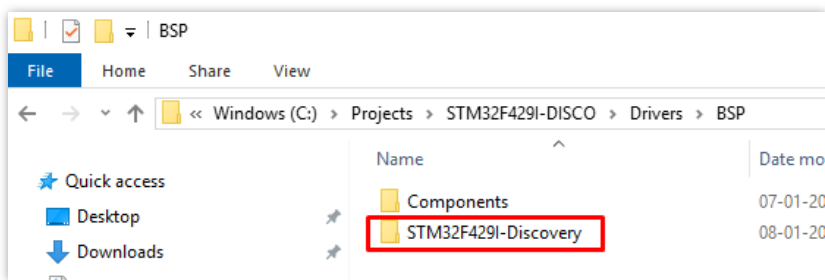 BSP
File Home Share View
« Windows (C:) > Projects > STM32F429I-DISCO > Drivers > BSP
Name Date mo
Quick access
Components 07-01-20
Desktop
STM32F429I-Discovery 08-01-20
Downloads